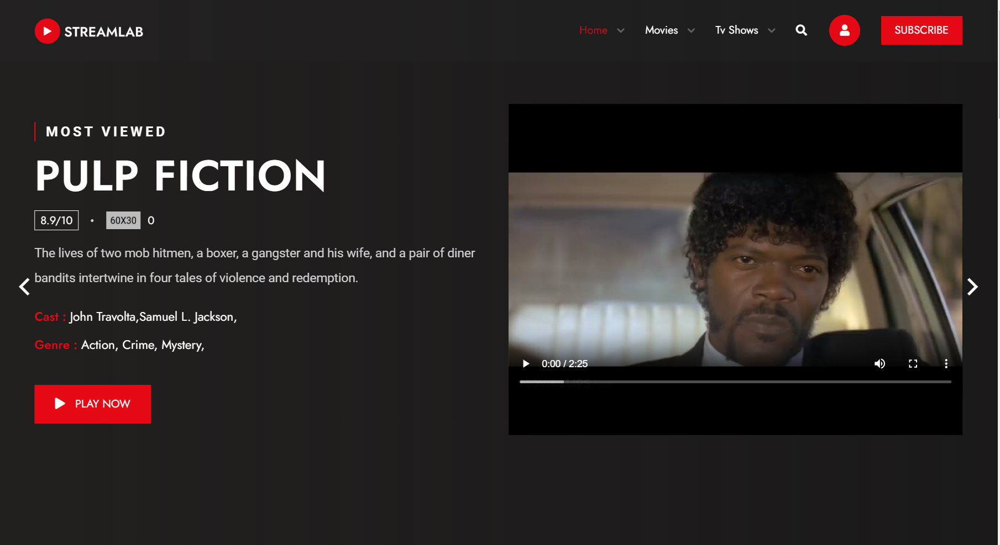 STREAMLAB
Home Movies Tv Shows SUBSCRIBE
MOST VIEWED
PULP FICTION
8.9/10 • 60X30 0
The lives of two mob hitmen, a boxer, a gangster and his wife, and a pair of diner
bandits intertwine in four tales of violence and redemption.
Cast : John Travolta,Samuel L. Jackson,
Genre : Action, Crime, Mystery,
PLAY NOW
0:00 / 2:25